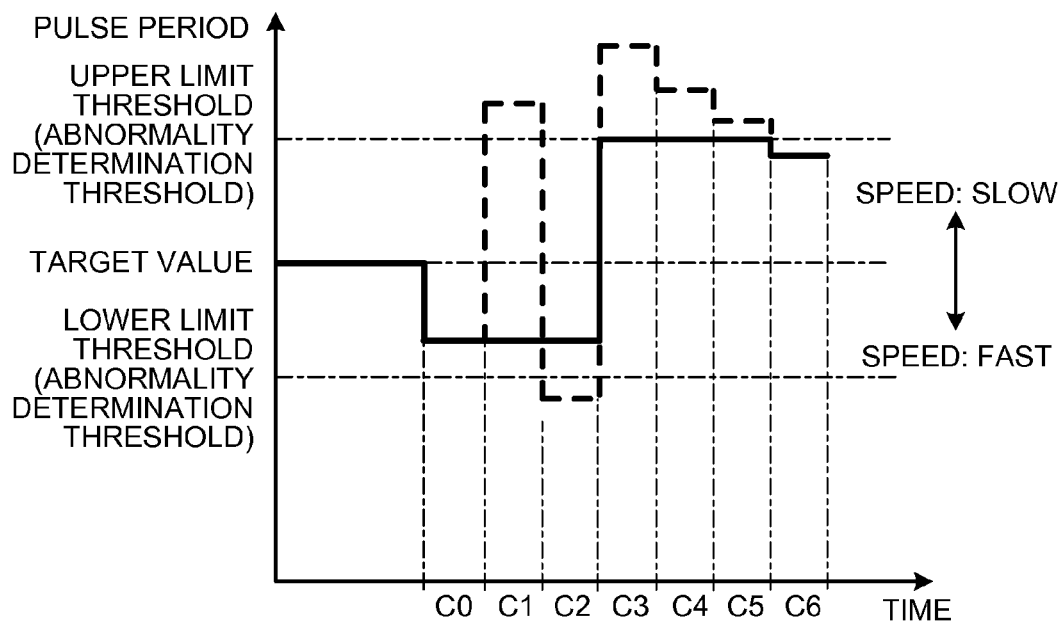 PULSE PERIOD
UPPER LIMIT
THRESHOLD
(ABNORMALITY
DETERMINATION
THRESHOLD)
SPEED: SLOW
TARGET VALUE
LOWER LIMIT
THRESHOLD
(ABNORMALITY
DETERMINATION
THRESHOLD)
SPEED: FAST
C0 C1 C2 C3 C4 C5 C6
TIME